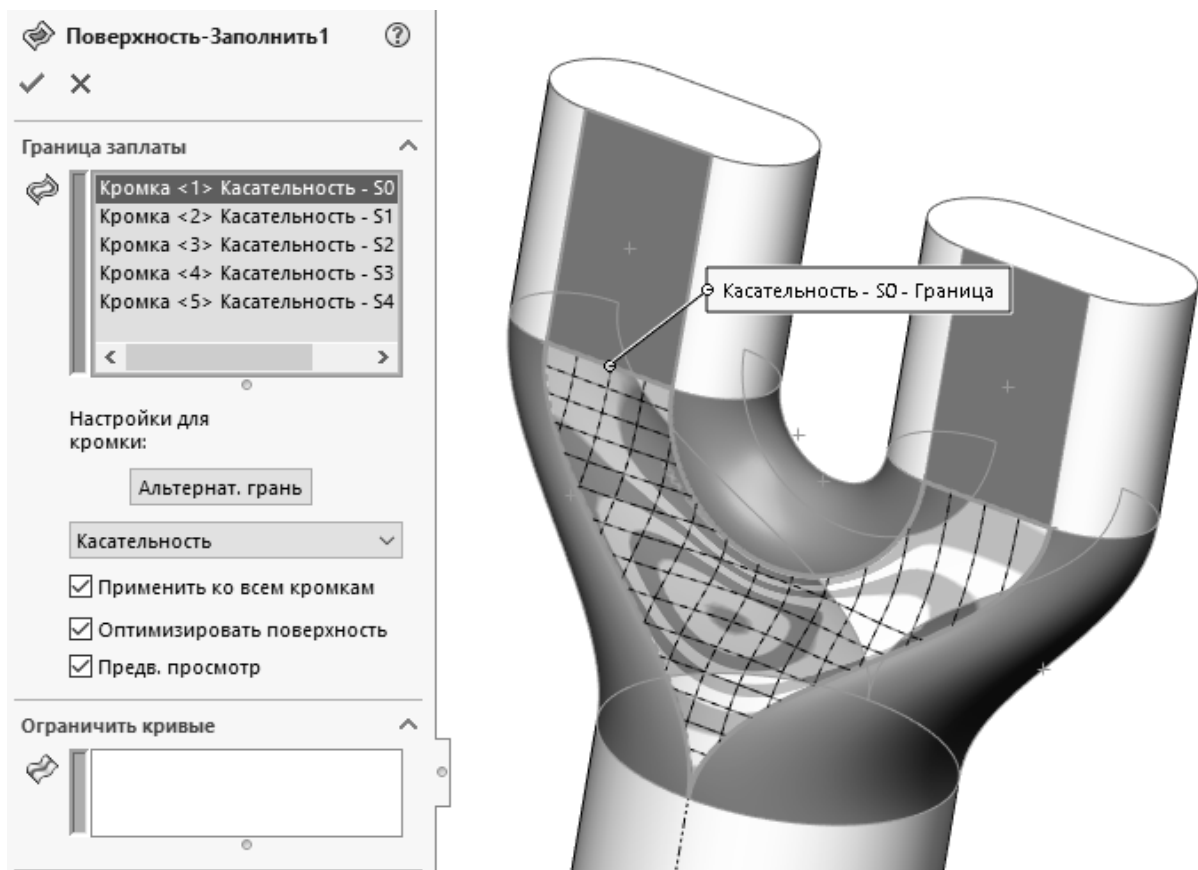 Поверхность-Заполнить1
Граница заплаты
Кромка <1> Касательность - S0
Кромка <2> Касательность - S1
Кромка <3> Касательность - S2
Кромка <4> Касательность - S3
Кромка <5> Касательность - S4
Настройки для
кромки:
Альтернат. грань
Касательность
Применить ко всем кромкам
Оптимизировать поверхность
Предв. просмотр
Ограничить кривые
Касательность - S0 - Граница